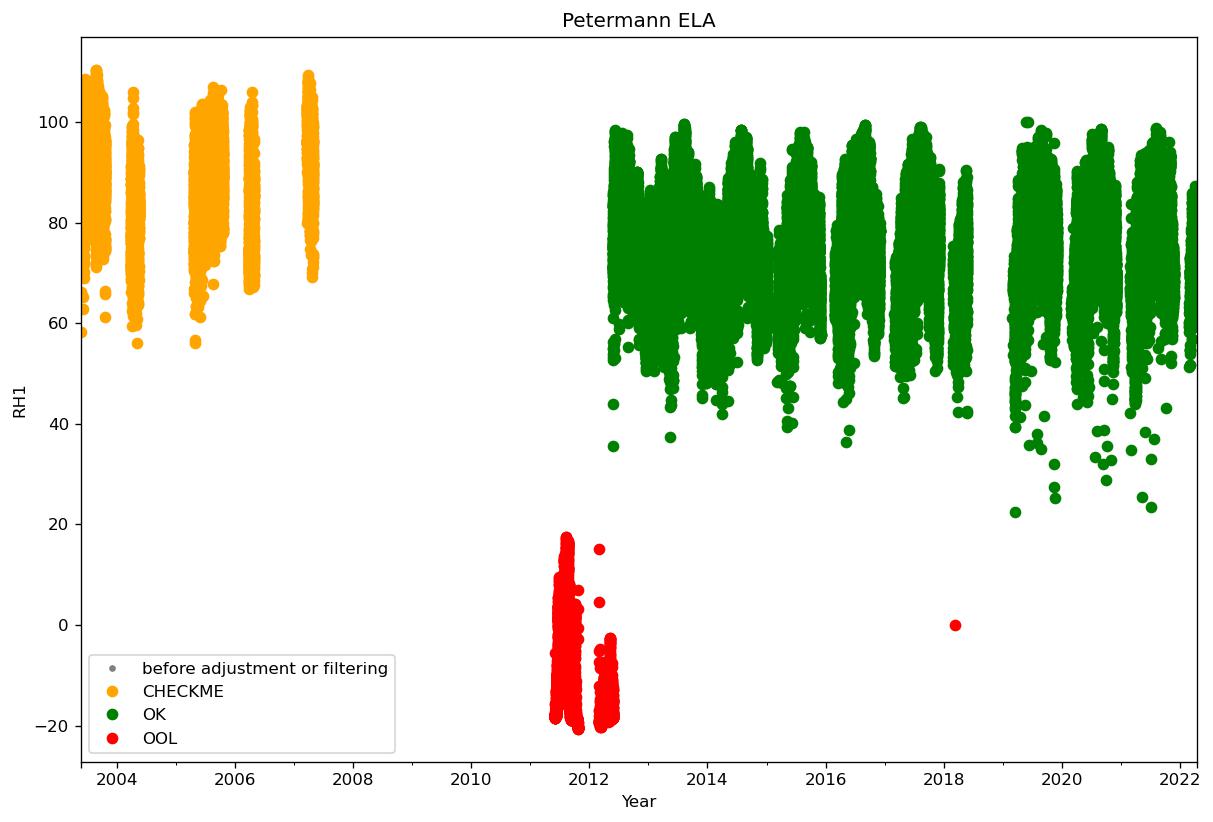 Petermann ELA
RH1
100
80
60
40
20
0
−20
before adjustment or filtering
CHECKME
OK
OOL
2004 2006 2008 2010 2012 2014 2016 2018 2020 2022
Year